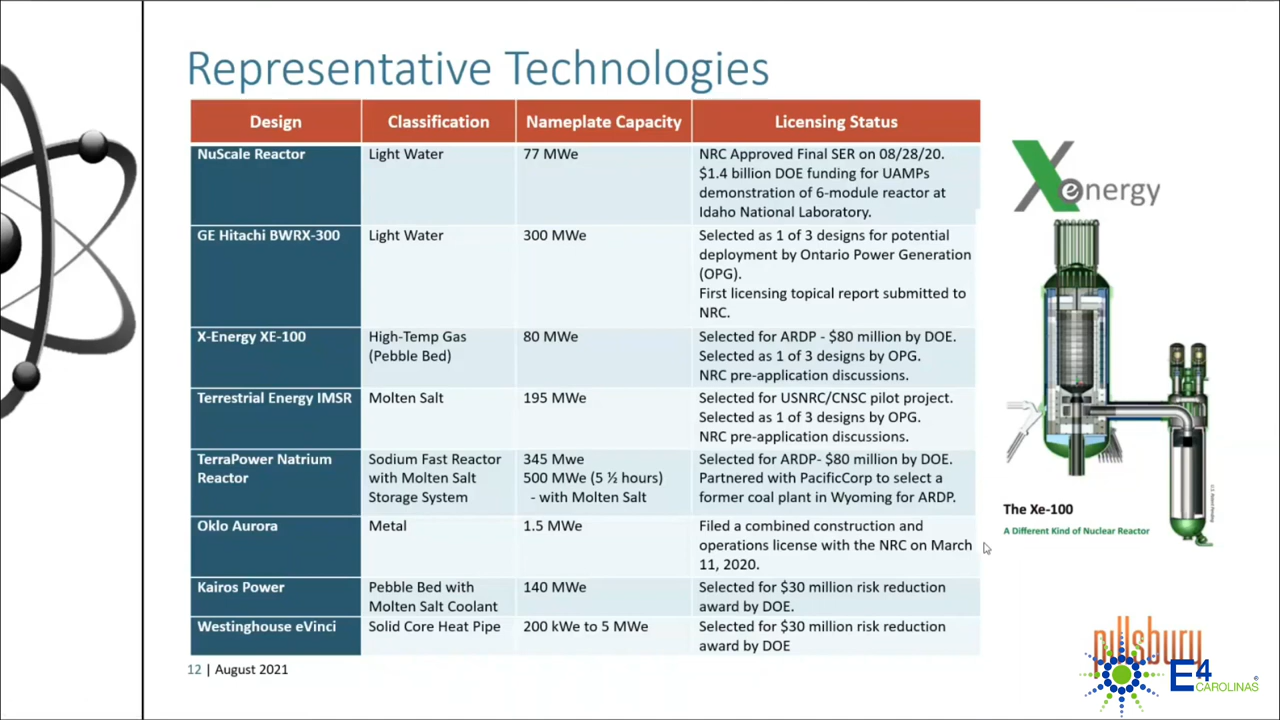 Representative Technologies
Design Classification Nameplate Capacity Licensing Status
NuScale Reactor
Light Water
77 MWe
NRC Approved Final SER on 08/28/20.
$1.4 billion DOE funding for UAMPs
demonstration of 6-module reactor at
Idaho National Laboratory.
GE Hitachi BWRX-300
Light Water
300 MWe
Selected as 1 of 3 designs for potential
deployment by Ontario Power Generation
(OPG).
First licensing topical report submitted to
NRC.
X-Energy XE-100
High-Temp Gas
(Pebble Bed)
80 MWe
Selected for ARDP - $80 million by DOE.
Selected as 1 of 3 designs by OPG.
NRC pre-application discussions.
Terrestrial Energy IMSR
Molten Salt
195 MWe
Selected for USNRC/CNSC pilot project.
Selected as 1 of 3 designs by OPG.
NRC pre-application discussions.
TerraPower Natrium
Reactor
Sodium Fast Reactor
with Molten Salt
Storage System
345 Mwe
500 MWe (5 ½ hours)
- with Molten Salt
Selected for ARDP- $80 million by DOE.
Partnered with PacificCorp to select a
former coal plant in Wyoming for ARDP.
Oklo Aurora
Metal
1.5 MWe
Filed a combined construction and
operations license with the NRC on March
11, 2020.
Kairos Power
Pebble Bed with
Molten Salt Coolant
140 MWe
Selected for $30 million risk reduction
award by DOE.
Westinghouse eVinci
Solid Core Heat Pipe
200 kWe to 5 MWe
Selected for $30 million risk reduction
award by DOE
X energy
The Xe-100
A Different Kind of Nuclear Reactor
12 | August 2021
pillsbury
E4
CAROLINAS